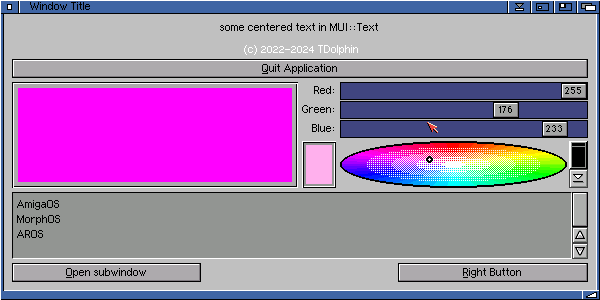 Window Title
some centered text in MUI::Text
(c) 2022-2024 TDolphin
Quit Application
Red: 255
Green: 176
Blue: 233
AmigaOS
MorphOS
AROS
Open subwindow Right Button